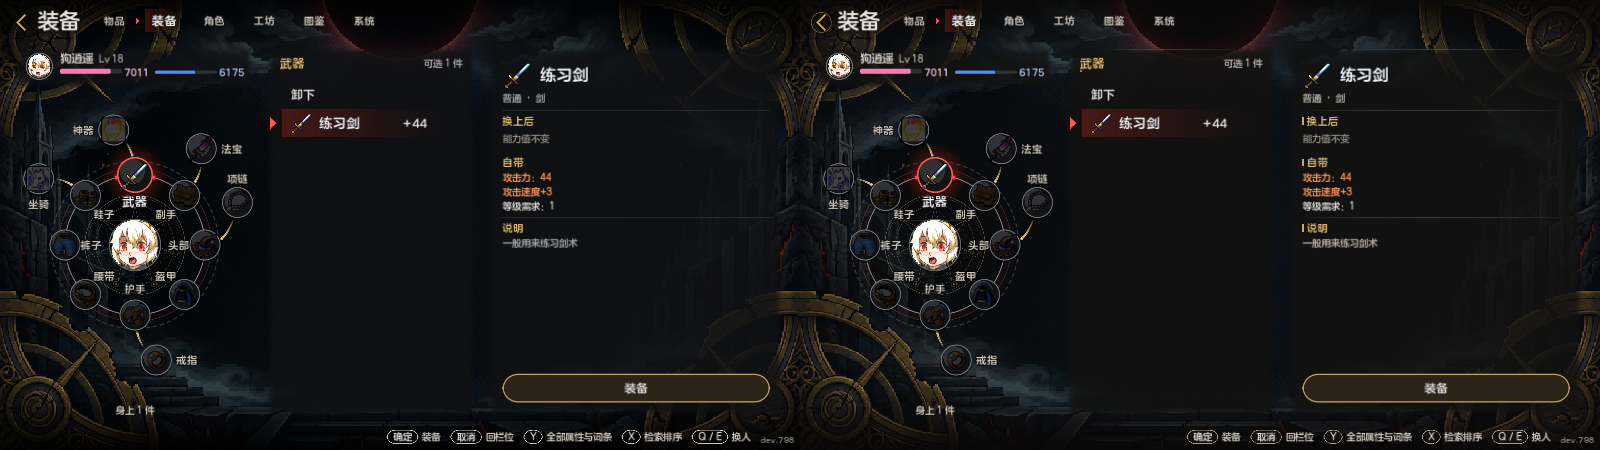 装备 物品 装备 角色 工坊 图鉴 系统
狗逍遥 Lv18
7011 6175
武器 可选1件
卸下
练习剑 +44
神器
法宝
项链
坐骑
武器
鞋子 副手
裤子 头部
腰带 盔甲
护手
戒指
身上1件
练习剑
普通 · 剑
换上后
能力值不变
自带
攻击力：44
攻击速度+3
等级需求：1
说明
一般用来练习剑术
装备
确定 装备 取消 回栏位 Y 全部属性与词条 X 检索排序 Q / E 换人 dev.798
装备 物品 装备 角色 工坊 图鉴 系统
狗逍遥 Lv18
7011 6175
武器 可选1件
卸下
练习剑 +44
神器
法宝
项链
坐骑
武器
鞋子 副手
裤子 头部
腰带 盔甲
护手
戒指
身上1件
练习剑
普通 · 剑
换上后
能力值不变
自带
攻击力：44
攻击速度+3
等级需求：1
说明
一般用来练习剑术
装备
确定 装备 取消 回栏位 Y 全部属性与词条 X 检索排序 Q / E 换人 dev.798